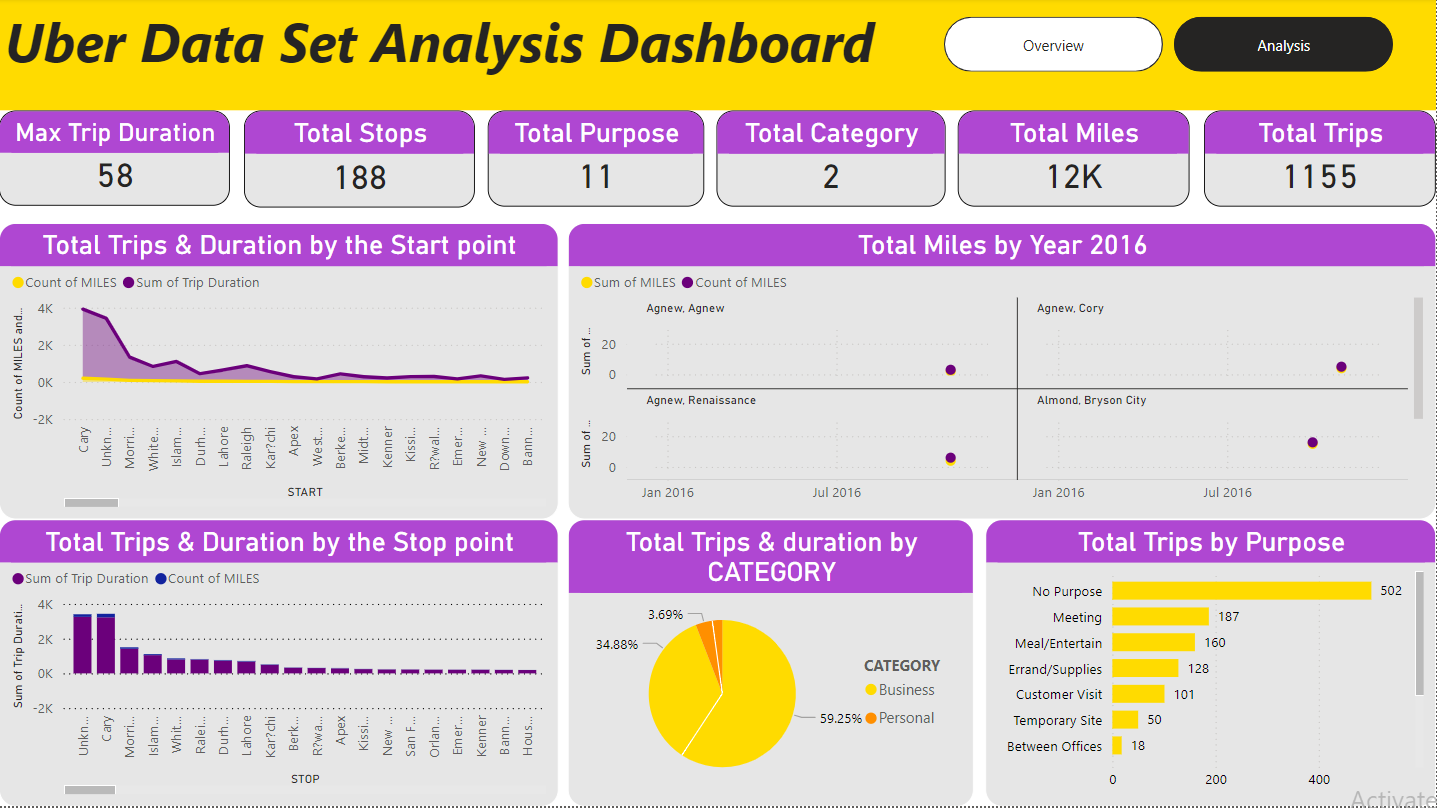 Uber Data Set Analysis Dashboard
Overview
Analysis
Max Trip Duration
58
Total Stops
188
Total Purpose
11
Total Category
2
Total Miles
12K
Total Trips
1155
Total Trips & Duration by the Start point
Count of MILES Sum of Trip Duration
Count of MILES and...
4K
2K
0K
-2K
Cary
Unkn...
Morri...
White...
Islam...
Durh...
Lahore
Raleigh
Kar?chi
Apex
West...
Berke...
Midt...
Kenner
Kissi...
R?wal...
Emer...
New ...
Down...
Bann...
START
Total Miles by Year 2016
Sum of MILES Count of MILES
Agnew, Agnew
Agnew, Cory
Sum of ...
20
0
Agnew, Renaissance
Almond, Bryson City
Sum of ...
20
0
Jan 2016
Jul 2016
Jan 2016
Jul 2016
Total Trips & Duration by the Stop point
Sum of Trip Duration Count of MILES
Sum of Trip Durati...
4K
2K
0K
-2K
Unkn...
Cary
Morri...
Islam...
Whit...
Ralei...
Durh...
Lahore
Kar?chi
Berk...
R?wa...
Apex
Kissi...
New ...
San F...
Orlan...
Emer...
Kenner
Bann...
Hous...
STOP
Total Trips & duration by
CATEGORY
3.69%
34.88%
59.25%
CATEGORY
Business
Personal
Total Trips by Purpose
No Purpose 502
Meeting 187
Meal/Entertain 160
Errand/Supplies 128
Customer Visit 101
Temporary Site 50
Between Offices 18
0 200 400
Activate